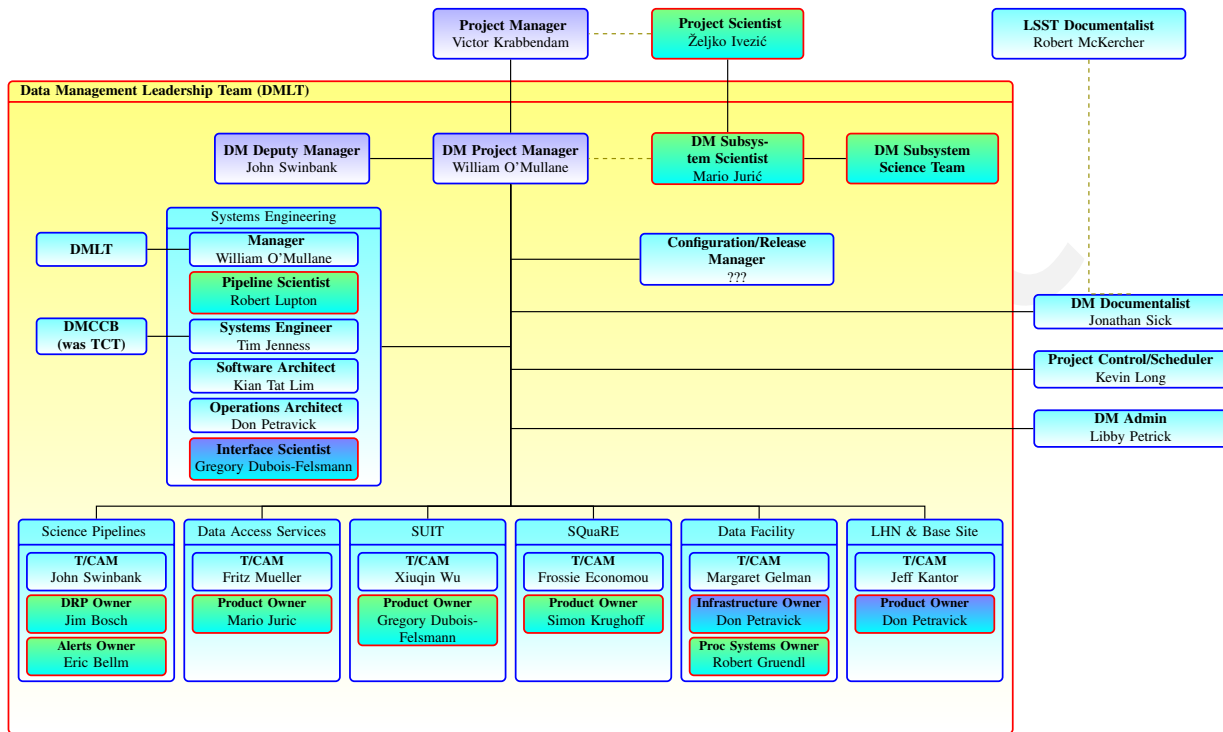 Project Manager
Victor Krabbendam
Project Scientist
Željko Ivezić
LSST Documentalist
Robert McKercher
Data Management Leadership Team (DMLT)
DM Deputy Manager
John Swinbank
DM Project Manager
William O'Mullane
DM Subsys-
tem Scientist
Mario Jurić
DM Subsystem
Science Team
Systems Engineering
DMLT
Manager
William O'Mullane
Pipeline Scientist
Robert Lupton
DMCCB
(was TCT)
Systems Engineer
Tim Jenness
Software Architect
Kian Tat Lim
Operations Architect
Don Petravick
Interface Scientist
Gregory Dubois-Felsmann
Configuration/Release
Manager
???
DM Documentalist
Jonathan Sick
Project Control/Scheduler
Kevin Long
DM Admin
Libby Petrick
Science Pipelines
T/CAM
John Swinbank
DRP Owner
Jim Bosch
Alerts Owner
Eric Bellm
Data Access Services
T/CAM
Fritz Mueller
Product Owner
Mario Juric
SUIT
T/CAM
Xiuqin Wu
Product Owner
Gregory Dubois-
Felsmann
SQuaRE
T/CAM
Frossie Economou
Product Owner
Simon Krughoff
Data Facility
T/CAM
Margaret Gelman
Infrastructure Owner
Don Petravick
Proc Systems Owner
Robert Gruendl
LHN & Base Site
T/CAM
Jeff Kantor
Product Owner
Don Petravick